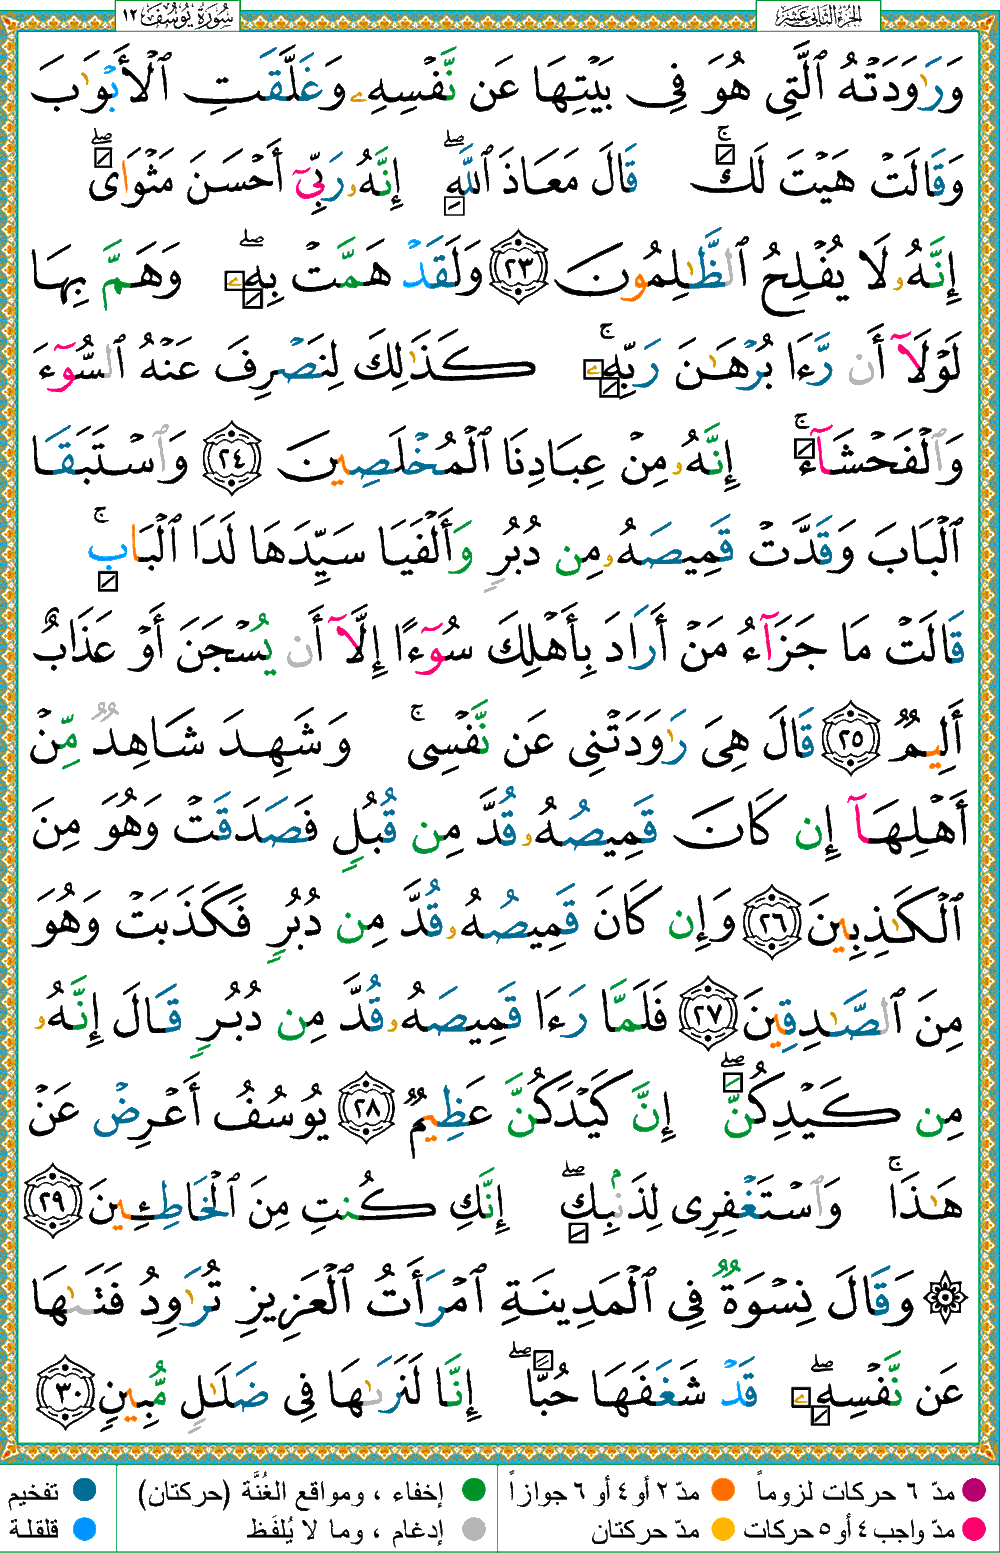 الجزء الثاني عشر
سورة يوسف ١٢
وَرَٰوَدَتْهُ ٱلَّتِى هُوَ فِى بَيْتِهَا عَن نَّفْسِهِۦ وَغَلَّقَتِ ٱلْأَبْوَٰبَ
وَقَالَتْ هَيْتَ لَكَ ۚ قَالَ مَعَاذَ ٱللَّهِ ۖ إِنَّهُۥ رَبِّىٓ أَحْسَنَ مَثْوَاىَ ۖ
إِنَّهُۥ لَا يُفْلِحُ ٱلظَّٰلِمُونَ ٢٣ وَلَقَدْ هَمَّتْ بِهِۦ ۖ وَهَمَّ بِهَا
لَوْلَآ أَن رَّءَا بُرْهَٰنَ رَبِّهِۦ ۚ كَذَٰلِكَ لِنَصْرِفَ عَنْهُ ٱلسُّوٓءَ
وَٱلْفَحْشَآءَ ۚ إِنَّهُۥ مِنْ عِبَادِنَا ٱلْمُخْلَصِينَ ٢٤ وَٱسْتَبَقَا
ٱلْبَابَ وَقَدَّتْ قَمِيصَهُۥ مِن دُبُرٍ وَأَلْفَيَا سَيِّدَهَا لَدَا ٱلْبَابِ ۚ
قَالَتْ مَا جَزَآءُ مَنْ أَرَادَ بِأَهْلِكَ سُوٓءًا إِلَّآ أَن يُسْجَنَ أَوْ عَذَابٌ
أَلِيمٌ ٢٥ قَالَ هِىَ رَٰوَدَتْنِى عَن نَّفْسِى ۚ وَشَهِدَ شَاهِدٌ مِّنْ
أَهْلِهَآ إِن كَانَ قَمِيصُهُۥ قُدَّ مِن قُبُلٍ فَصَدَقَتْ وَهُوَ مِنَ
ٱلْكَٰذِبِينَ ٢٦ وَإِن كَانَ قَمِيصُهُۥ قُدَّ مِن دُبُرٍ فَكَذَبَتْ وَهُوَ
مِنَ ٱلصَّٰدِقِينَ ٢٧ فَلَمَّا رَءَا قَمِيصَهُۥ قُدَّ مِن دُبُرٍ قَالَ إِنَّهُۥ
مِن كَيْدِكُنَّ ۖ إِنَّ كَيْدَكُنَّ عَظِيمٌ ٢٨ يُوسُفُ أَعْرِضْ عَنْ
هَٰذَا ۚ وَٱسْتَغْفِرِى لِذَنۢبِكِ ۖ إِنَّكِ كُنتِ مِنَ ٱلْخَاطِـِٔينَ ٢٩
۞ وَقَالَ نِسْوَةٌ فِى ٱلْمَدِينَةِ ٱمْرَأَتُ ٱلْعَزِيزِ تُرَٰوِدُ فَتَىٰهَا
عَن نَّفْسِهِۦ ۖ قَدْ شَغَفَهَا حُبًّا ۖ إِنَّا لَنَرَىٰهَا فِى ضَلَٰلٍ مُّبِينٍ ٣٠
مدّ ٦ حركات لزوماً مدّ ٢ أو ٤ أو ٦ جوازاً إخفاء ، ومواقع الغُنَّة (حركتان) تفخيم
مدّ واجب ٤ أو ٥ حركات مدّ حركتان إدغام ، وما لا يُلفَظ قلقلة